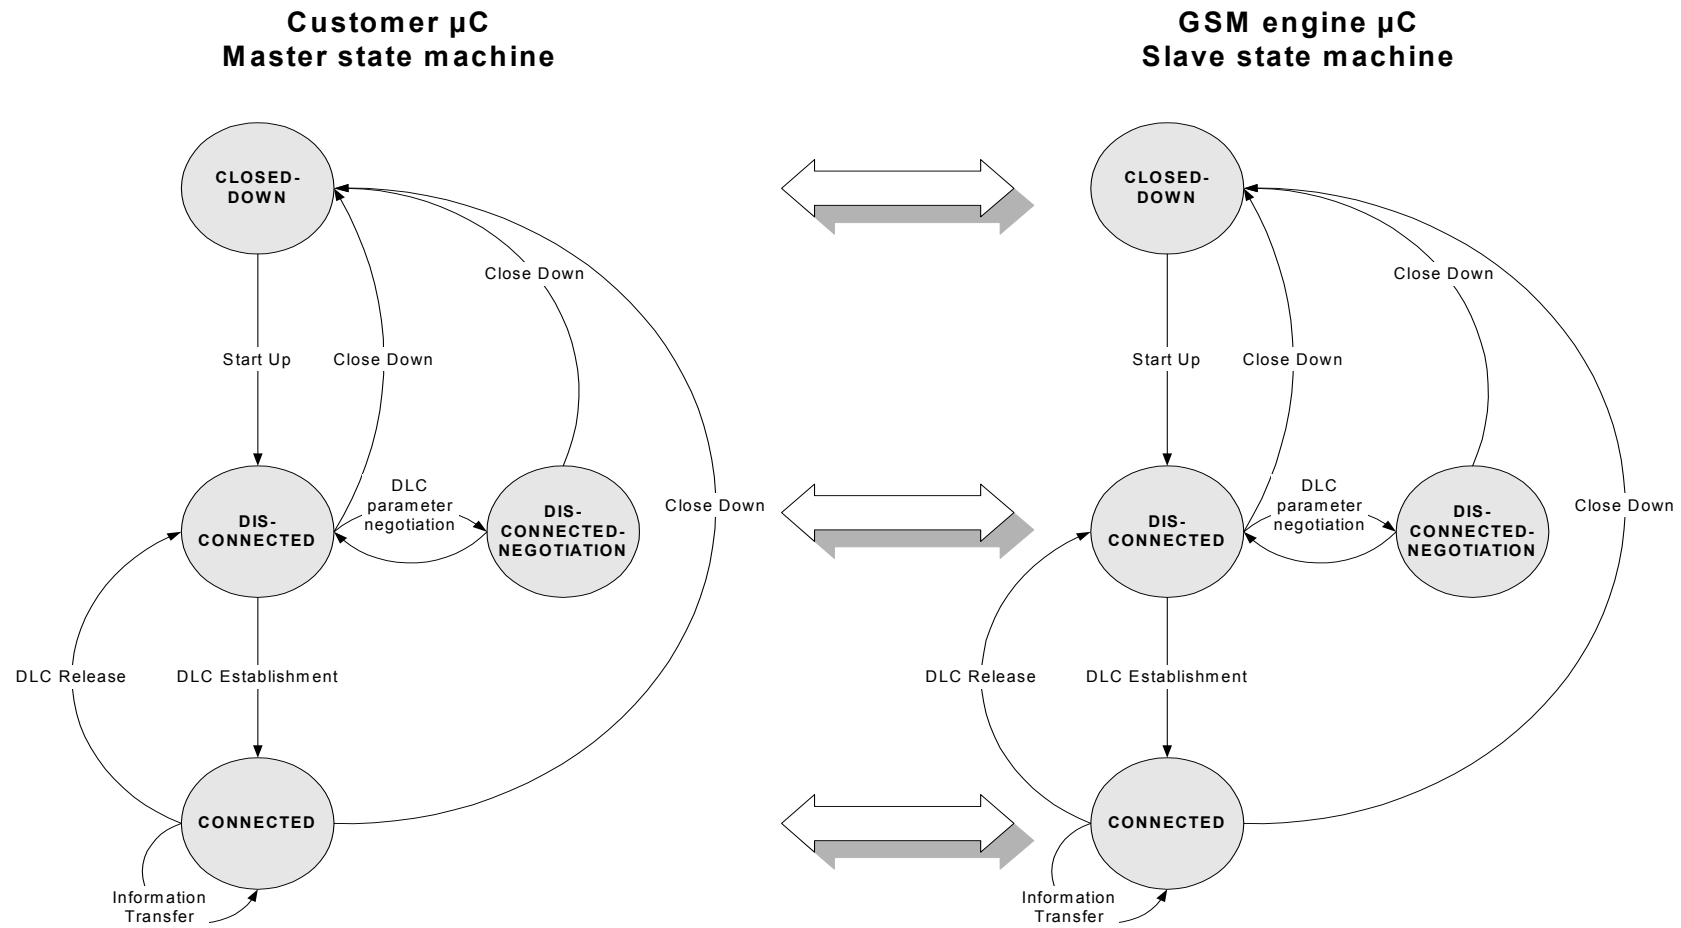 Customer µC
Master state machine
CLOSED-
DOWN
Close Down
Start Up
Close Down
DLC
parameter
negotiation
Close Down
DIS-
CONNECTED
DIS-
CONNECTED-
NEGOTIATION
DLC Release
DLC Establishment
CONNECTED
Information
Transfer
GSM engine µC
Slave state machine
CLOSED-
DOWN
Close Down
Start Up
Close Down
DLC
parameter
negotiation
Close Down
DIS-
CONNECTED
DIS-
CONNECTED-
NEGOTIATION
DLC Release
DLC Establishment
CONNECTED
Information
Transfer